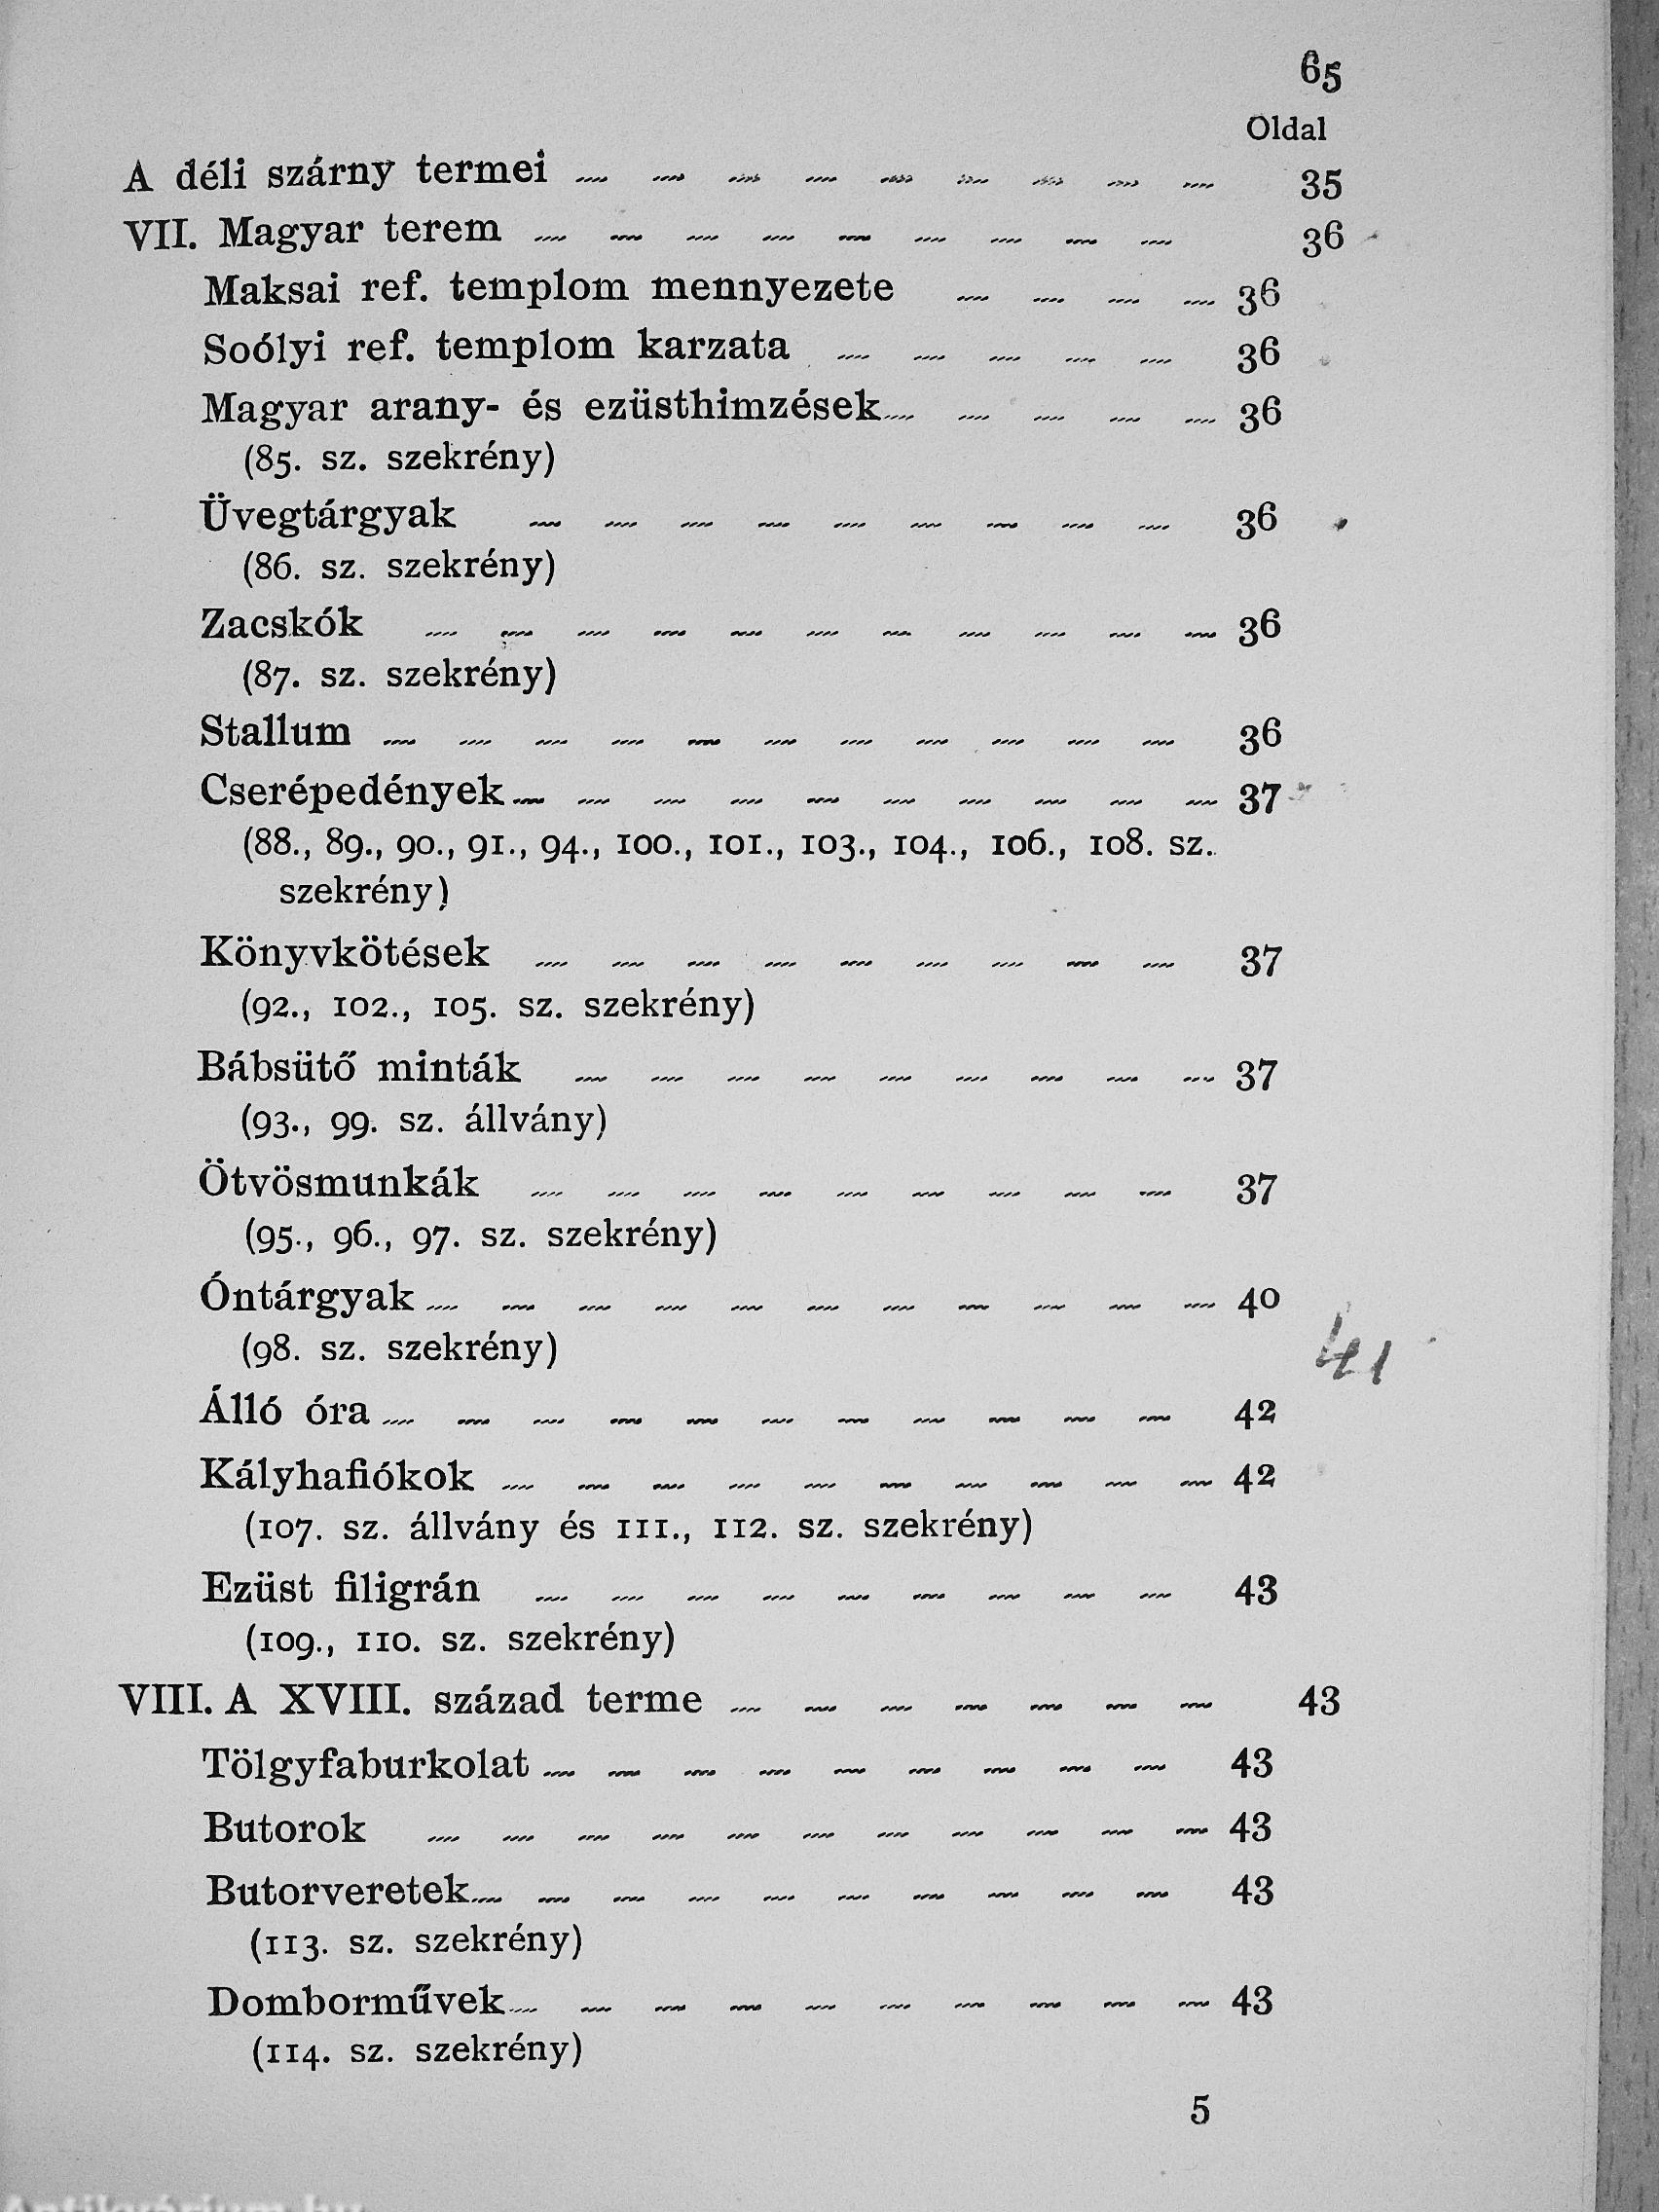 65
Oldal
A déli szárny termei 35
VII. Magyar terem 36
Maksai ref. templom mennyezete 36
Soólyi ref. templom karzata 36
Magyar arany- és ezüsthimzések 36
(85. sz. szekrény)
Üvegtárgyak 36
(86. sz. szekrény)
Zacskók 36
(87. sz. szekrény)
Stallum 36
Cserépedények 37
(88., 89., 90., 91., 94., 100., 101., 103., 104., 106., 108. sz.
szekrény)
Könyvkötések 37
(92., 102., 105. sz. szekrény)
Bábsütő minták 37
(93., 99. sz. állvány)
Ötvösmunkák 37
(95., 96., 97. sz. szekrény)
Óntárgyak 40
(98. sz. szekrény)
41
Álló óra 42
Kályhafiókok 42
(107. sz. állvány és 111., 112. sz. szekrény)
Ezüst filigrán 43
(109., 110. sz. szekrény)
VIII. A XVIII. század terme 43
Tölgyfaburkolat 43
Butorok 43
Butorveretek 43
(113. sz. szekrény)
Domborművek 43
(114. sz. szekrény)
5